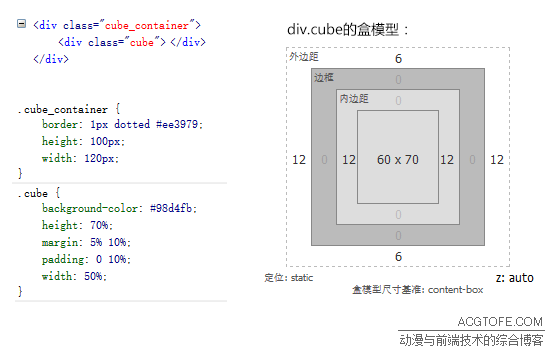 <div class="cube_container">
<div class="cube"> </div>
</div>
.cube_container {
border: 1px dotted #ee3979;
height: 100px;
width: 120px;
}
.cube {
background-color: #98d4fb;
height: 70%;
margin: 5% 10%;
padding: 0 10%;
width: 50%;
}
div.cube的盒模型：
外边距
6
边框
0
内边距
0
12 0 12 60 x 70 12 0 12
0
0
6
定位: static
z: auto
盒模型尺寸基准: content-box
ACGTOFE.COM
动漫与前端技术的综合博客